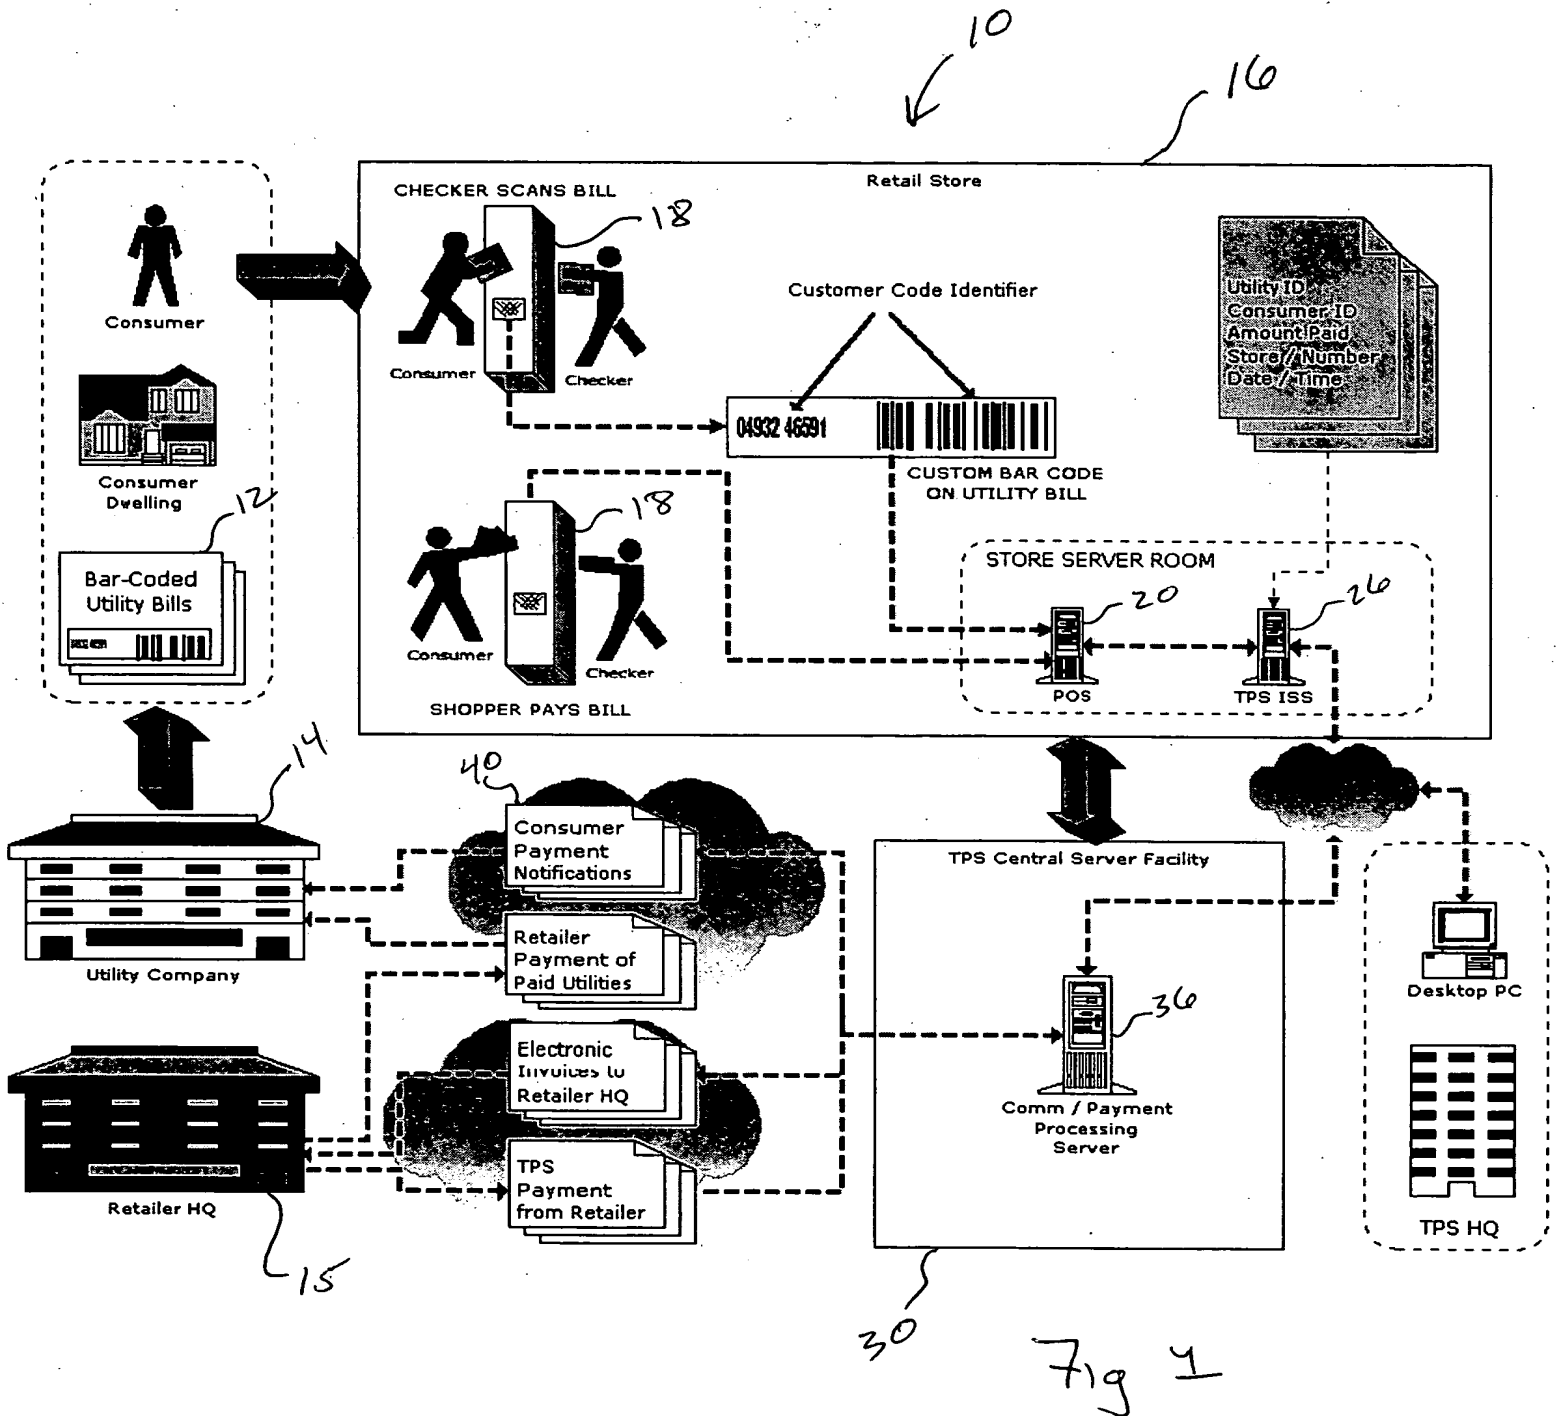 10
16
Retail Store
CHECKER SCANS BILL
18
Consumer
Checker
Customer Code Identifier
Utility ID
Consumer ID
Amount Paid
Store / Number
Date / Time
04932 46591
CUSTOM BAR CODE
ON UTILITY BILL
Consumer
Consumer
Dwelling
12
Bar-Coded
Utility Bills
18
Consumer
Checker
SHOPPER PAYS BILL
STORE SERVER ROOM
20
26
POS
TPS ISS
14
Utility Company
40
Consumer
Payment
Notifications
Retailer
Payment of
Paid Utilities
Electronic
Invoices to
Retailer HQ
TPS
Payment
from Retailer
Retailer HQ
15
TPS Central Server Facility
36
Comm / Payment
Processing
Server
30
Desktop PC
TPS HQ
Fig 1